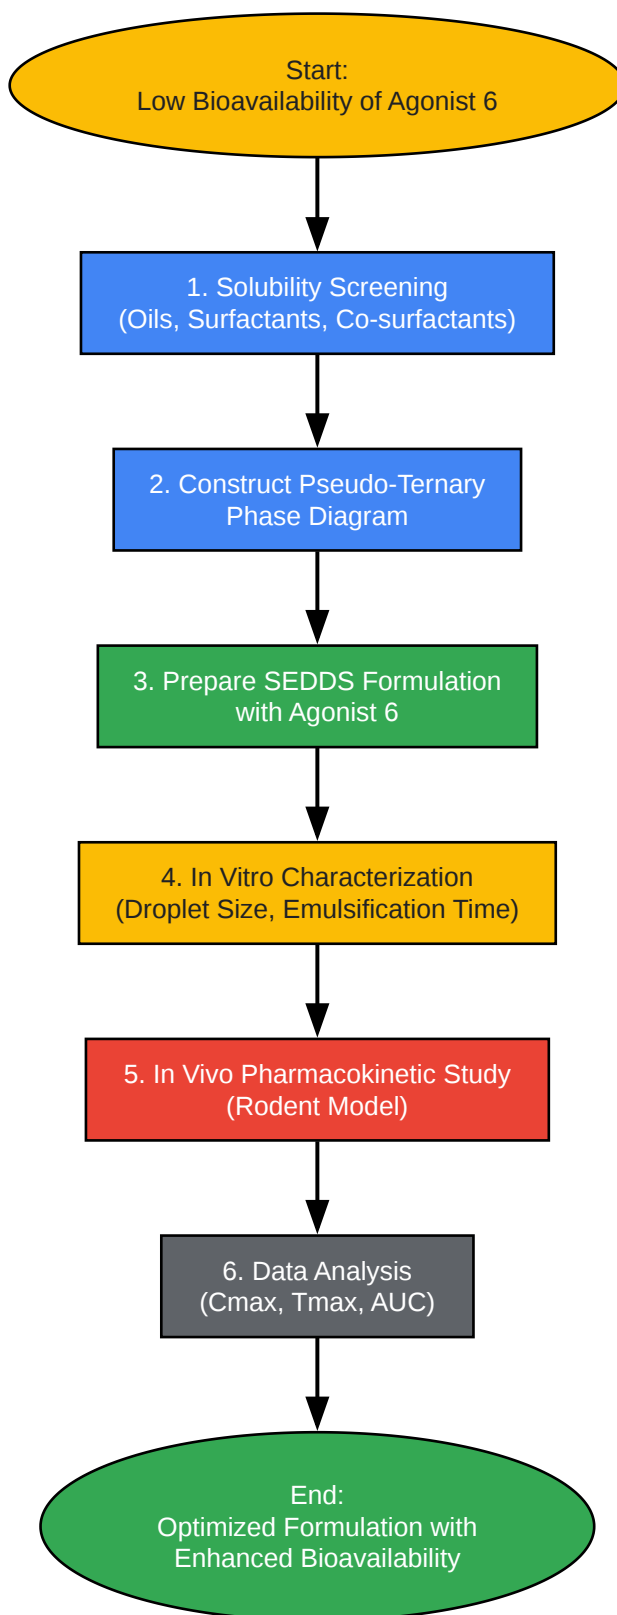 Start:
Low Bioavailability of Agonist 6
1. Solubility Screening
(Oils, Surfactants, Co-surfactants)
2. Construct Pseudo-Ternary
Phase Diagram
3. Prepare SEDDS Formulation
with Agonist 6
4. In Vitro Characterization
(Droplet Size, Emulsification Time)
5. In Vivo Pharmacokinetic Study
(Rodent Model)
6. Data Analysis
(Cmax, Tmax, AUC)
End:
Optimized Formulation with
Enhanced Bioavailability